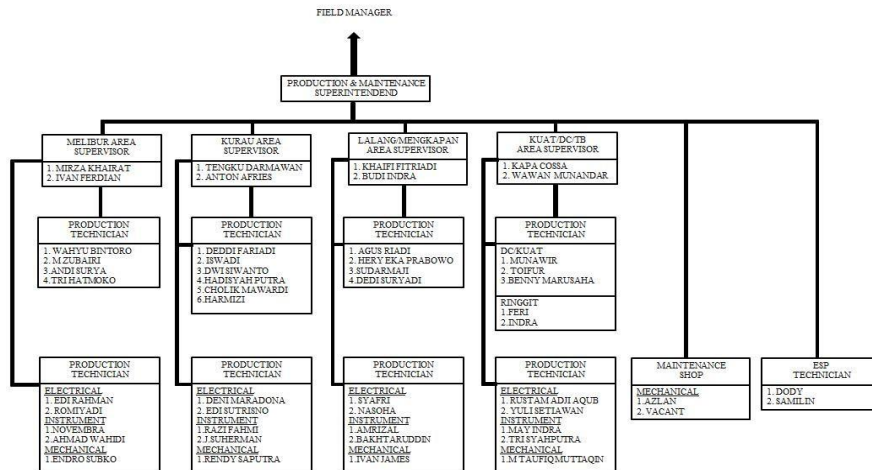 FIELD MANAGER
PRODUCTION & MAINTENANCE
SUPERINTENDEND
MELIBUR AREA
SUPERVISOR
1. MIRZA KHAIRAT
2. IVAN FERDIAN
KURAU AREA
SUPERVISOR
1. TENGKU DARMAWAN
2. ANTON AFRIES
LALANG/MENGKAPAN
AREA SUPERVISOR
1. KHAIFI FITRIADI
2. BUDI INDRA
KUAT/DC/TB
AREA SUPERVISOR
1. KAPA COSSA
2. WAWAN MUNANDAR
PRODUCTION
TECHNICIAN
1. WAHYU BINTORO
2. M ZUBAIRI
3.ANDI SURYA
4.TRI HATMOKO
PRODUCTION
TECHNICIAN
1. DEDDI FARIADI
2. ISWADI
3.DWI SIWANTO
4.HADISYAH PUTRA
5.CHOLIK MAWARDI
6.HARMIZI
PRODUCTION
TECHNICIAN
1. AGUS RIADI
2. HERY EKA PRABOWO
3.SUDARMAJI
4.DEDI SURYADI
PRODUCTION
TECHNICIAN
DC/KUAT
1. MUNAWIR
2. TOIFUR
3.BENNY MARUSAHA
RINGGIT
1.FERI
2.INDRA
PRODUCTION
TECHNICIAN
ELECTRICAL
1. EDI RAHMAN
2. ROMIYADI
INSTRUMENT
1.NOVEMBRA
2.AHMAD WAHIDI
MECHANICAL
1.ENDRO SUBKO
PRODUCTION
TECHNICIAN
ELECTRICAL
1. DENI MARADONA
2. EDI SUTRISNO
INSTRUMENT
1.RAZI FAHMI
2.J.SUHERMAN
MECHANICAL
1.RENDY SAPUTRA
PRODUCTION
TECHNICIAN
ELECTRICAL
1. SYAFRI
2. NASOHA
INSTRUMENT
1.AMRIZAL
2.BAKHTARUDDIN
MECHANICAL
1.IVAN JAMES
PRODUCTION
TECHNICIAN
ELECTRICAL
1. RUSTAM ADJI AQUB
2. YULI SETIAWAN
INSTRUMENT
1.MAY INDRA
2.TRI SYAHPUTRA
MECHANICAL
1.M TAUFIQ MUTTAQIN
MAINTENANCE
SHOP
MECHANICAL
1.AZLAN
2. VACANT
ESP
TECHNICIAN
1. DODY
2. SAMILIN